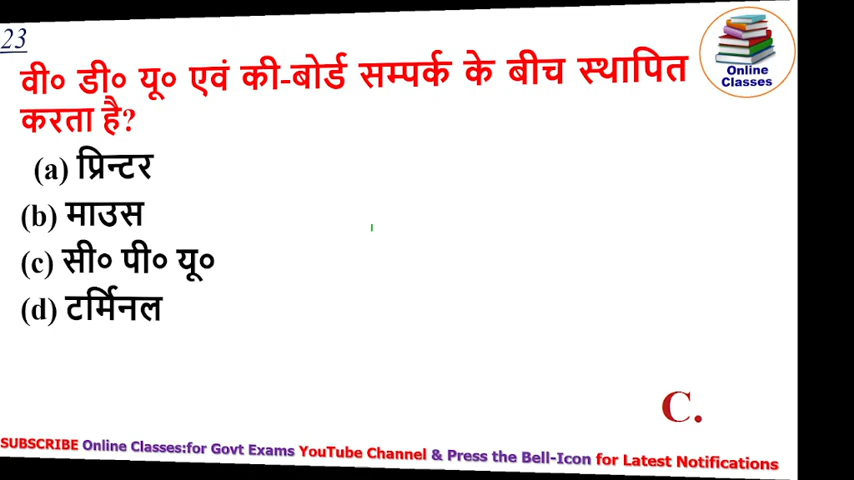 23
वी० डी० यू० एवं की-बोर्ड सम्पर्क के बीच स्थापित
करता है?
(a) प्रिन्टर
(b) माउस
(c) सी० पी० यू०
(d) टर्मिनल
Online
Classes
C.
SUBSCRIBE Online Classes:for Govt Exams YouTube Channel & Press the Bell-Icon for Latest Notifications